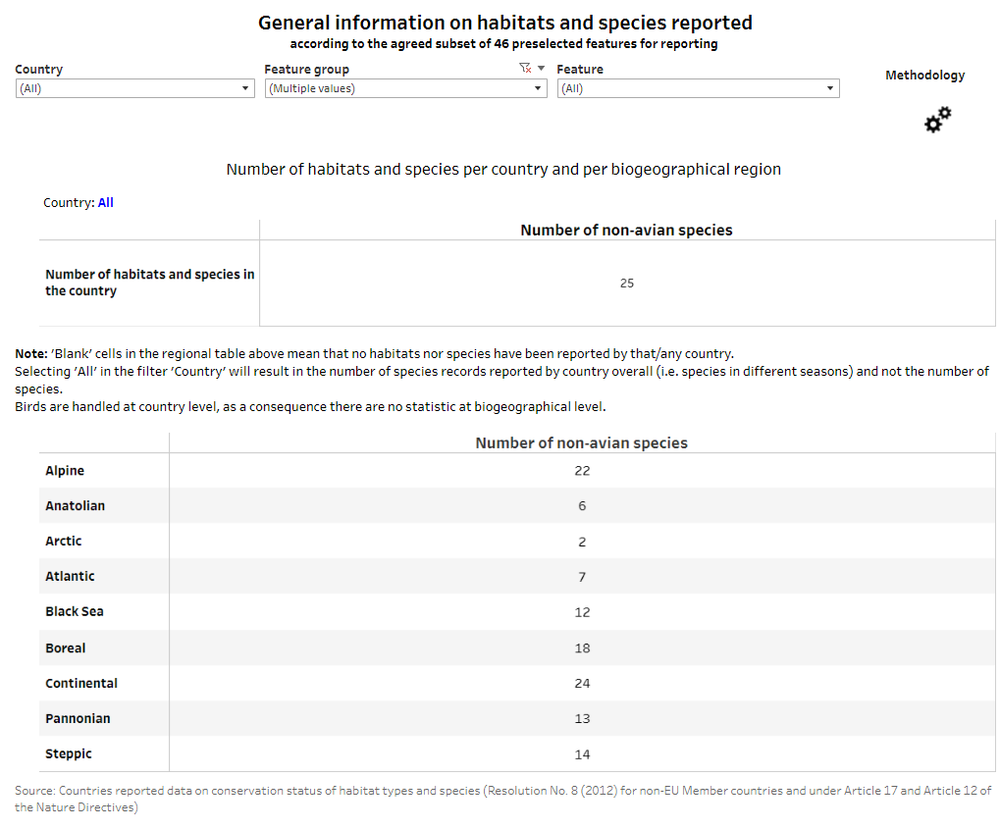 General information on habitats and species reported
according to the agreed subset of 46 preselected features for reporting
Country
Feature group
Feature
Methodology
(All)
(Multiple values)
(All)
Number of habitats and species per country and per biogeographical region
Country: All
Number of non-avian species
Number of habitats and species in
the country
25
Note: 'Blank' cells in the regional table above mean that no habitats nor species have been reported by that/any country.
Selecting 'All' in the filter 'Country' will result in the number of species records reported by country overall (i.e. species in different seasons) and not the number of
species.
Birds are handled at country level, as a consequence there are no statistic at biogeographical level.
Number of non-avian species
Alpine 22
Anatolian 6
Arctic 2
Atlantic 7
Black Sea 12
Boreal 18
Continental 24
Pannonian 13
Steppic 14
Source: Countries reported data on conservation status of habitat types and species (Resolution No. 8 (2012) for non-EU Member countries and under Article 17 and Article 12 of
the Nature Directives)